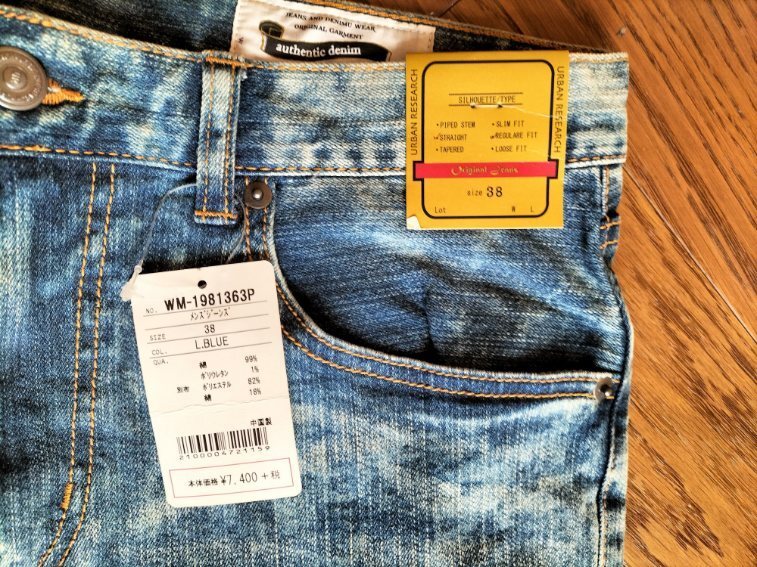 JEANS AND DENIMU WEAR
ORIGINAL GARMENT
authentic denim
URBAN RESEARCH
SILHOUETTE/TYPE
・PIPED STEM ・SLIM FIT
STRAIGHT REGULARE FIT
・TAPERED ・LOOSE FIT
URBAN RESEARCH
Original Jeans
size 38
Lot W L
NO. WM-1981363P
メンズジーンズ
SIZE 38
COL. L.BLUE
QUA. 綿 99%
ポリウレタン 1%
別布 ポリエステル 82%
綿 18%
中国製
2100004721159
本体価格 ¥7,400 +税